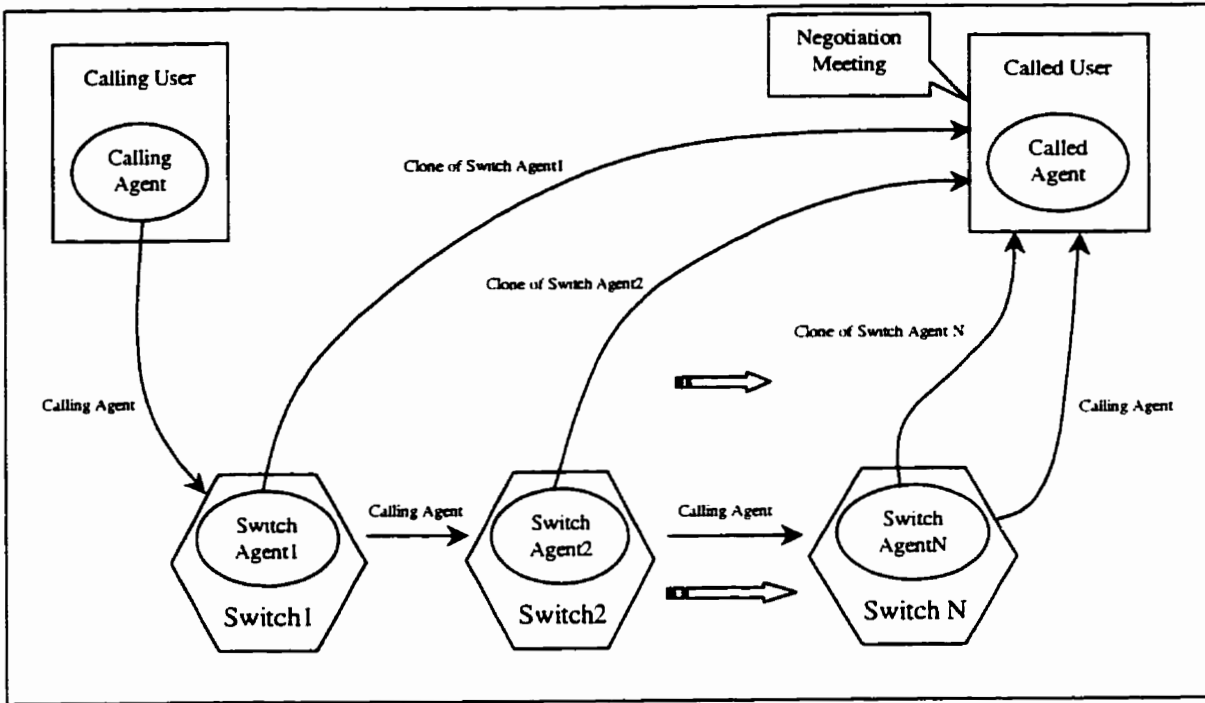 Negotiation
Meeting
Calling User
Called User
Calling
Agent
Called
Agent
Clone of Switch Agent1
Clone of Switch Agent2
Clone of Switch Agent N
Calling Agent
Calling Agent
Calling Agent
Calling Agent
Switch
Agent1
Switch
Agent2
Switch
AgentN
Switch1
Switch2
Switch N